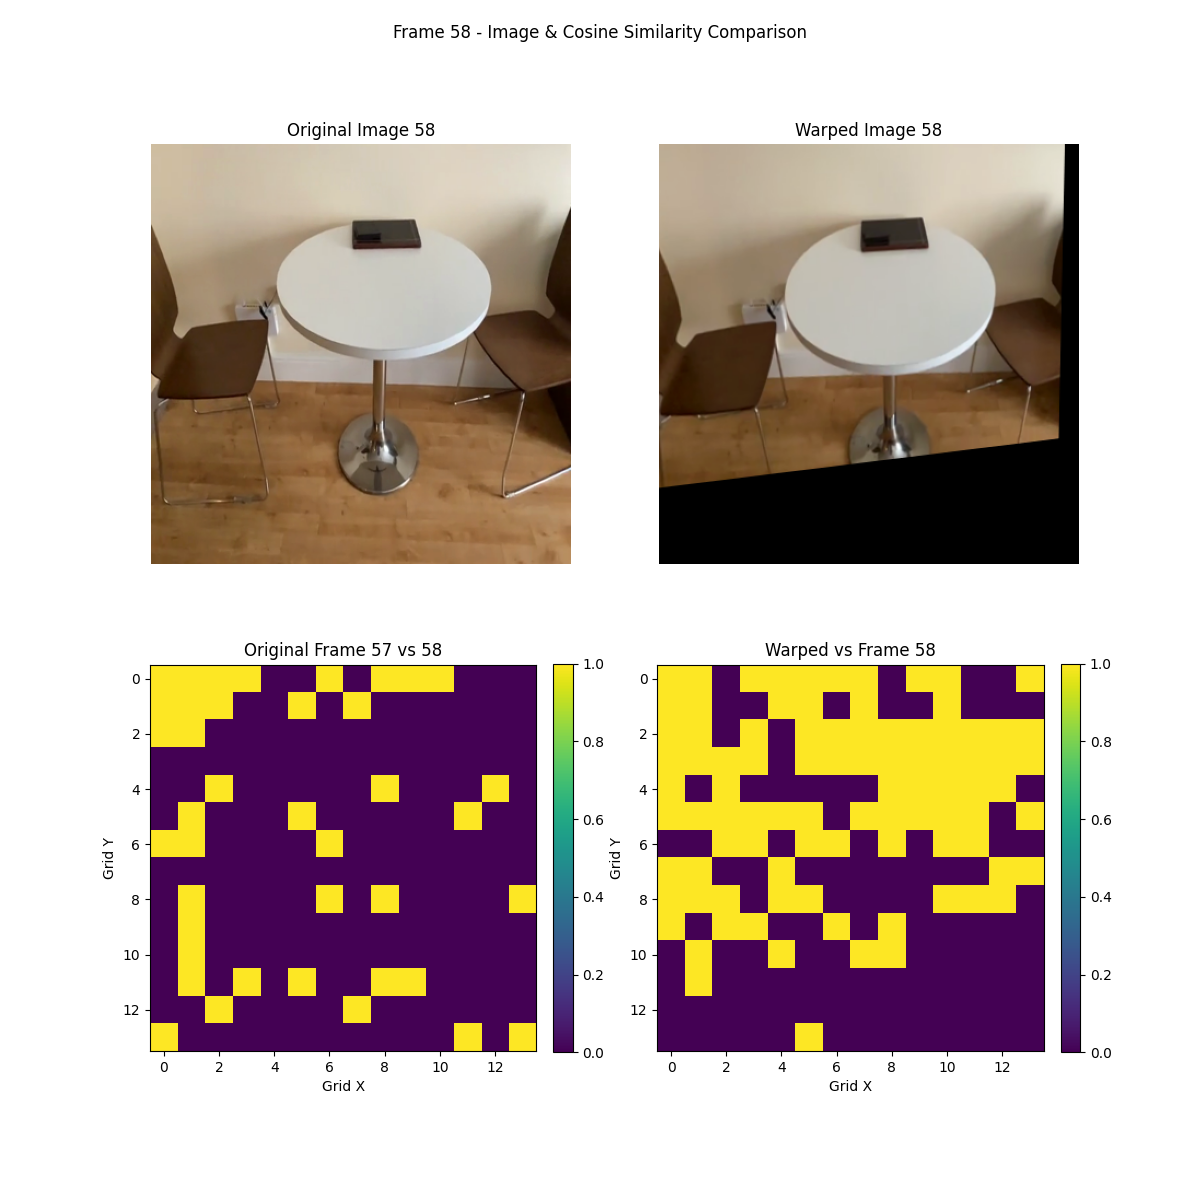 Frame 58 - Image & Cosine Similarity Comparison
Original Image 58
Warped Image 58
Original Frame 57 vs 58
Warped vs Frame 58
Grid Y
0
2
4
6
8
10
12
0 2 4 6 8 10 12
Grid X
1.0
0.8
0.6
0.4
0.2
0.0
Grid Y
0
2
4
6
8
10
12
0 2 4 6 8 10 12
Grid X
1.0
0.8
0.6
0.4
0.2
0.0